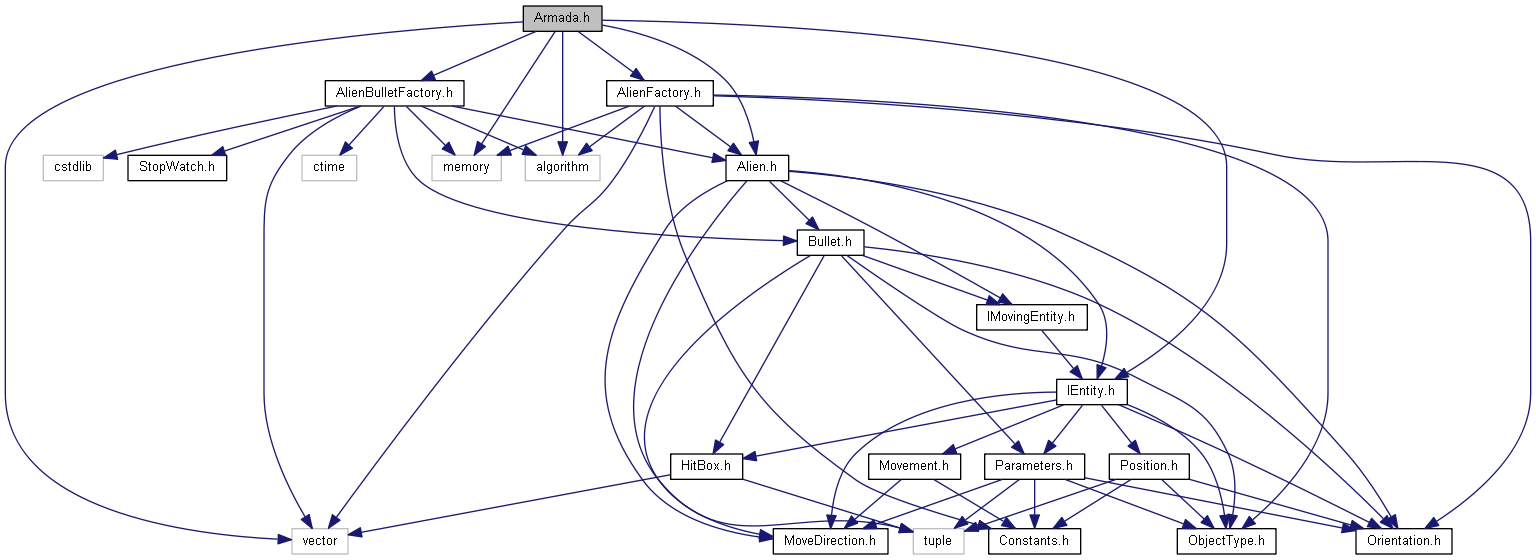 Armada.h
AlienBulletFactory.h
AlienFactory.h
cstdlib
StopWatch.h
ctime
memory
algorithm
Alien.h
Bullet.h
IMovingEntity.h
IEntity.h
HitBox.h
Movement.h
Parameters.h
Position.h
vector
MoveDirection.h
tuple
Constants.h
ObjectType.h
Orientation.h